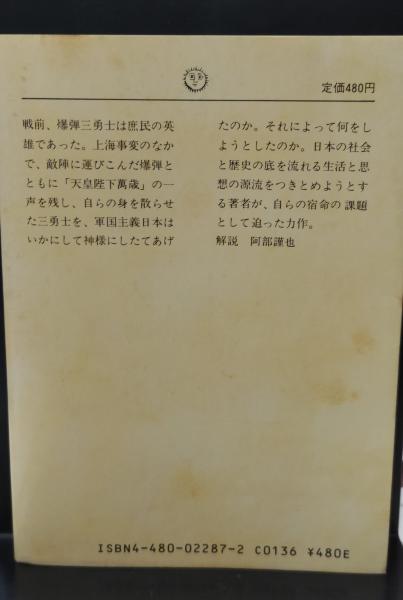 定価480円
戦前、爆弾三勇士は庶民の英
雄であった。上海事変のなか
で、敵陣に運びこんだ爆弾と
ともに「天皇陛下萬歳」の一
声を残し、自らの身を散らせ
た三勇士を、軍国主義日本は
いかにして神様にしたてあげ
たのか。それによって何をし
ようとしたのか。日本の社会
と歴史の底を流れる生活と思
想の源流をつきとめようとす
る著者が、自らの宿命の課題
として迫った力作。
解説 阿部謹也
ISBN4-480-02287-2 C0136 ¥480E